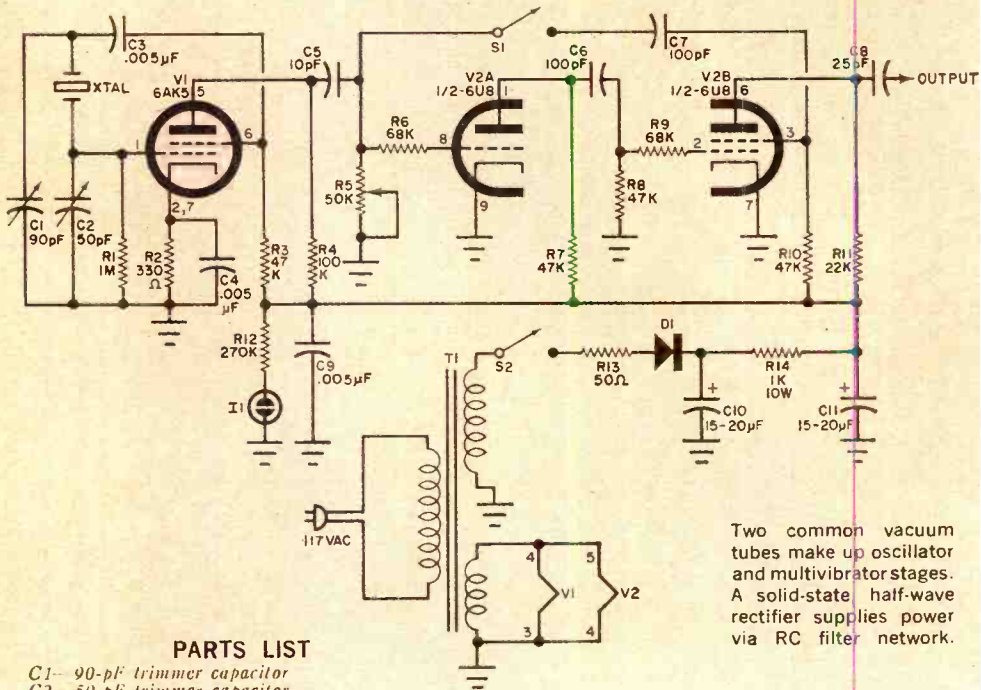 C3
.005µF
XTAL
V1
6AK5
5
1
6
2,7
C1
90pF
C2
50pF
R1
1M
R2
330
Ω
C4
.005
µF
R3
47
K
R4
100
K
C5
10pF
R5
50K
R6
68K
S1
V2A
1/2-6U8
1
8
9
C6
100pF
R7
47K
R8
47K
R9
68K
C7
100pF
V2B
1/2-6U8
6
2
3
7
R10
47K
R11
22K
C8
25pF
OUTPUT
R12
270K
I1
C9
.005µF
T1
S2
R13
50Ω
D1
R14
1K
10W
+
C10
15-20µF
+
C11
15-20µF
117VAC
4
V1
3
5
V2
4
Two common vacuum
tubes make up oscillator
and multivibrator stages.
A solid-state half-wave
rectifier supplies power
via RC filter network.
PARTS LIST
C1—90-pF trimmer capacitor
C2—50-pF trimmer capacitor